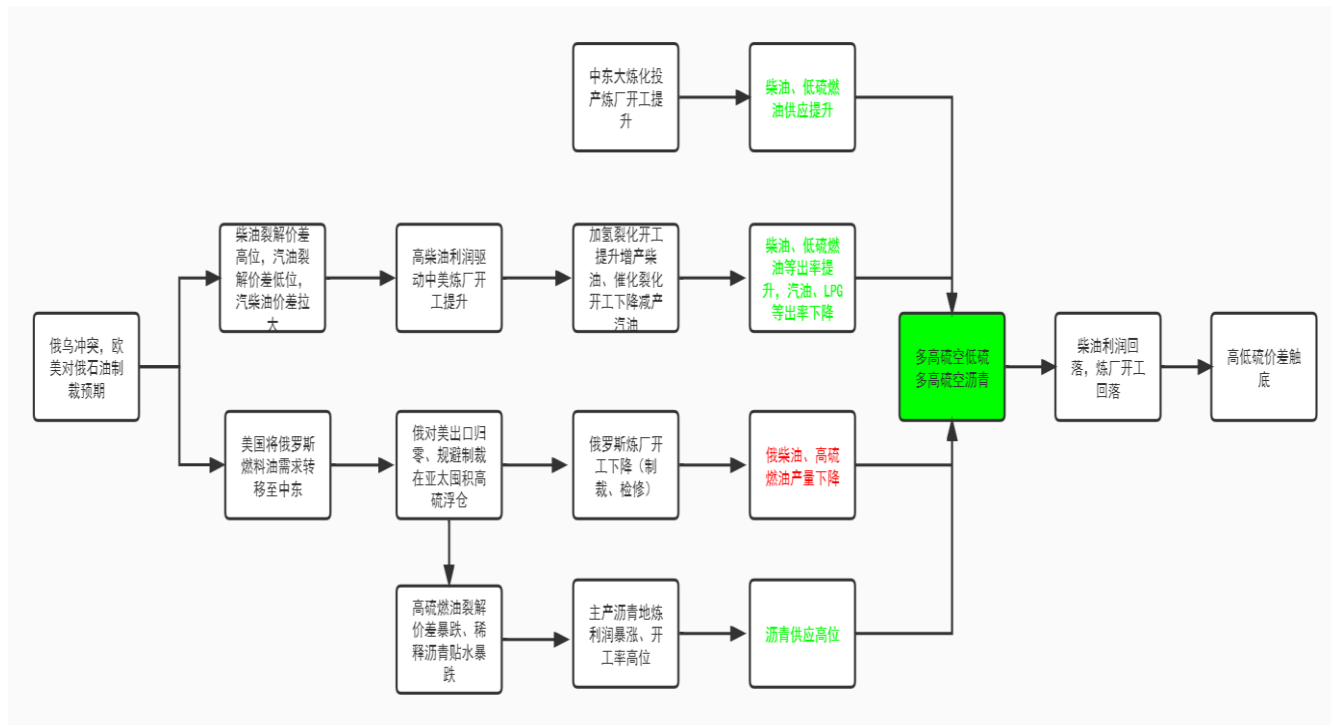 中东大炼化投
产炼厂开工提
升
柴油、低硫燃
油供应提升
柴油裂解价差
高位，汽油裂
解价差低位，
汽柴油价差拉
大
高柴油利润驱
动中美炼厂开
工提升
加氢裂化开工
提升增产柴
油、催化裂化
开工下降减产
汽油
柴油、低硫燃
油等出率提
升，汽油、LPG
等出率下降
俄乌冲突，欧
美对俄石油制
裁预期
多高硫空低硫
多高硫空沥青
柴油利润回
落，炼厂开工
回落
高低硫价差触
底
美国将俄罗斯
燃料油需求转
移至中东
俄对美出口归
零、规避制裁
在亚太囤积高
硫浮仓
俄罗斯炼厂开
工下降（制
裁、检修）
俄柴油、高硫
燃油产量下降
高硫燃油裂解
价差暴跌、稀
释沥青贴水暴
跌
主产沥青地炼
利润暴涨、开
工率高位
沥青供应高位